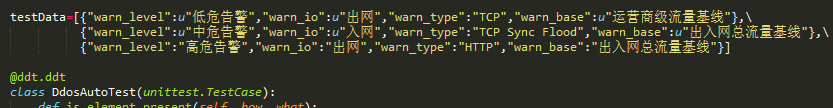 testData=[{"warn_level":u"低危告警","warn_io":u"出网","warn_type":"TCP","warn_base":u"运营商级流量基线"},\
{"warn_level":u"中危告警","warn_io":u"入网","warn_type":"TCP Sync Flood","warn_base":u"出入网总流量基线"},\
{"warn_level":"高危告警","warn_io":"出网","warn_type":"HTTP","warn_base":"出入网总流量基线"}]
@ddt.ddt
class DdosAutoTest(unittest.TestCase):
def is_element_present(self, how, what):